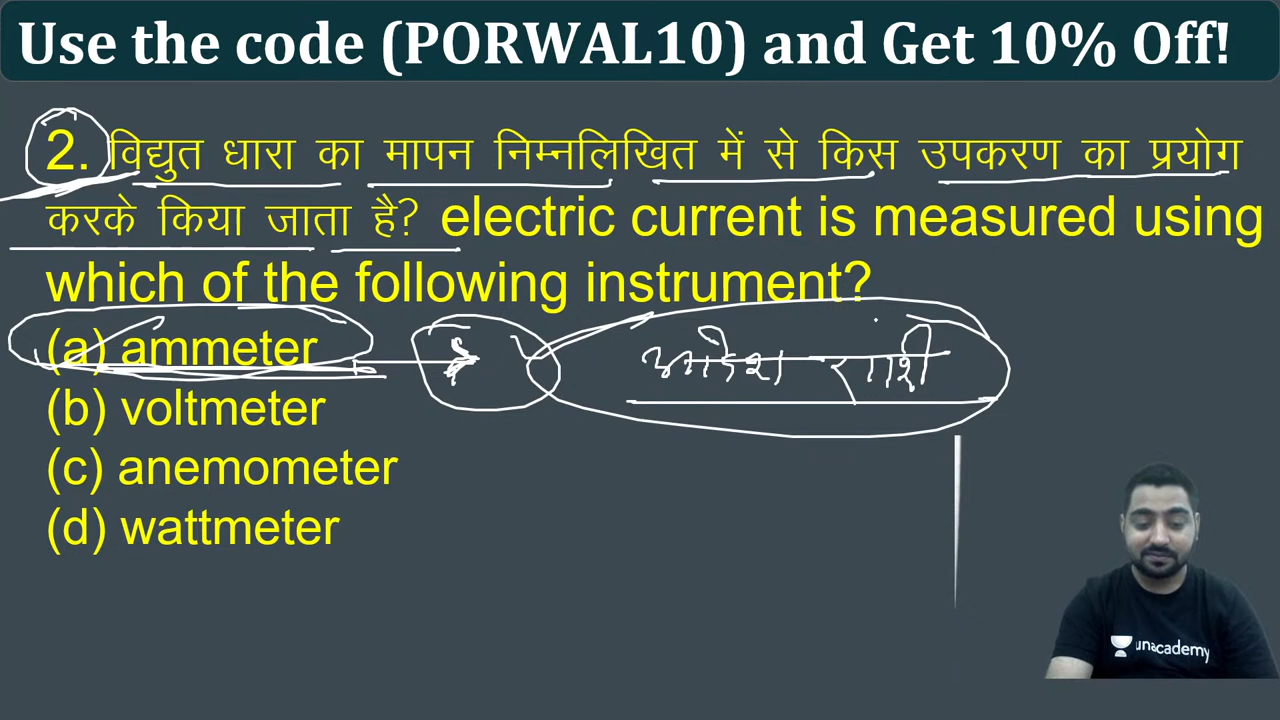 Use the code (PORWAL10) and Get 10% Off!
2. विद्युत धारा का मापन निम्नलिखित में से किस उपकरण का प्रयोग
करके किया जाता है? electric current is measured using
which of the following instrument?
(a) ammeter
अदिश राशी
(b) voltmeter
(c) anemometer
(d) wattmeter
unacademy